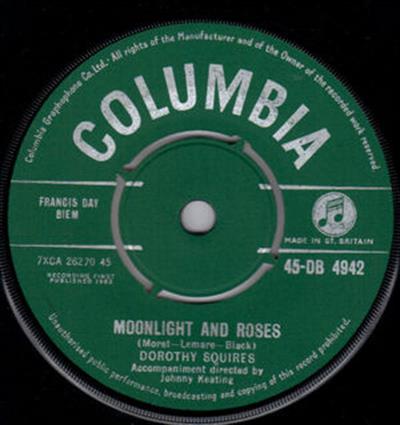 Columbia Graphophone Co. Ltd. · All rights of the Manufacturer and of the Owner of the recorded work reserved.
COLUMBIA
FRANCIS DAY
BIEM
MADE IN GT. BRITAIN
7XCA 26270 45
45-DB 4942
RECORDING FIRST
PUBLISHED 1962
MOONLIGHT AND ROSES
(Moret—Lemare—Black)
DOROTHY SQUIRES
Accompaniment directed by
Johnny Keating
Unauthorised public performance, broadcasting and copying of this record prohibited.